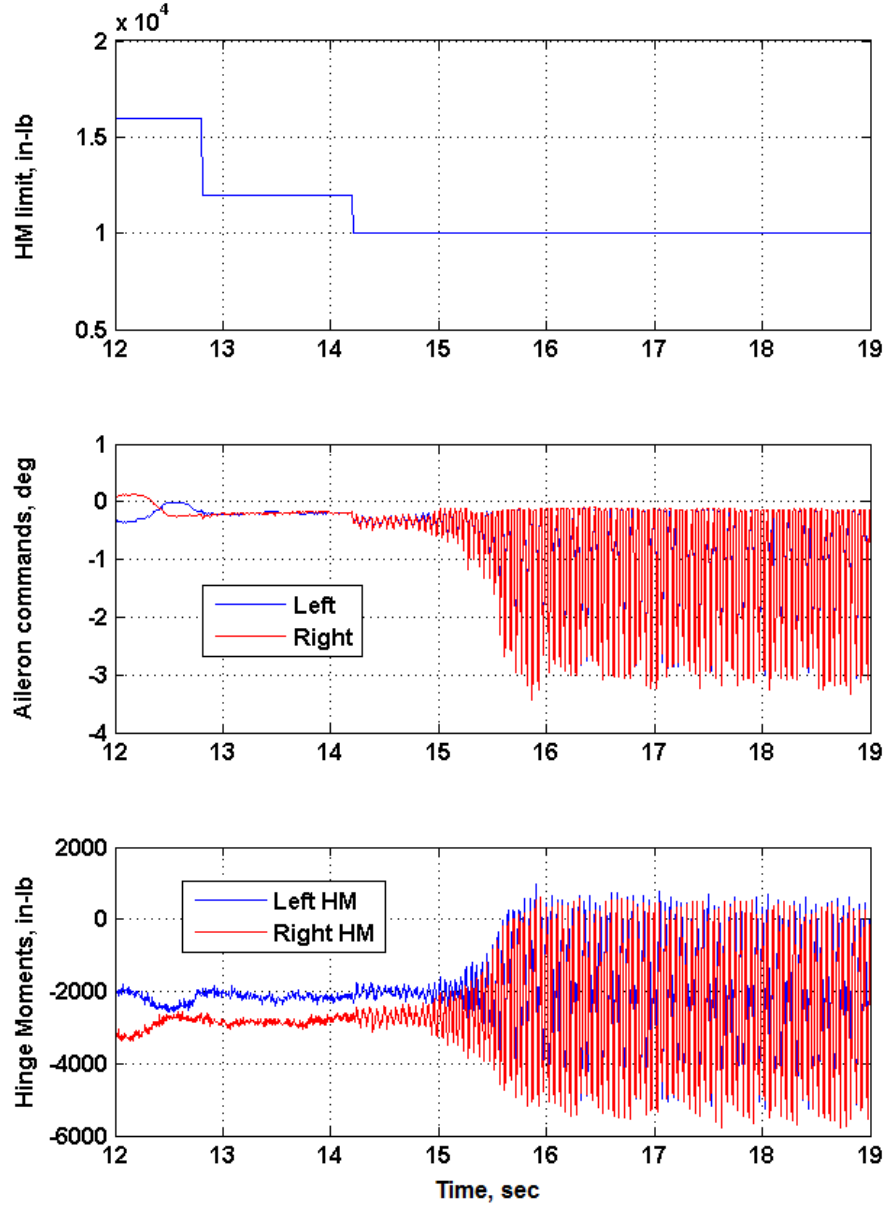 x 10⁴
2
1.5
1
0.5
HM limit, in-lb
12 13 14 15 16 17 18 19
1
0
-1
-2
-3
-4
Aileron commands, deg
Left
Right
12 13 14 15 16 17 18 19
2000
0
-2000
-4000
-6000
Hinge Moments, in-lb
Left HM
Right HM
12 13 14 15 16 17 18 19
Time, sec